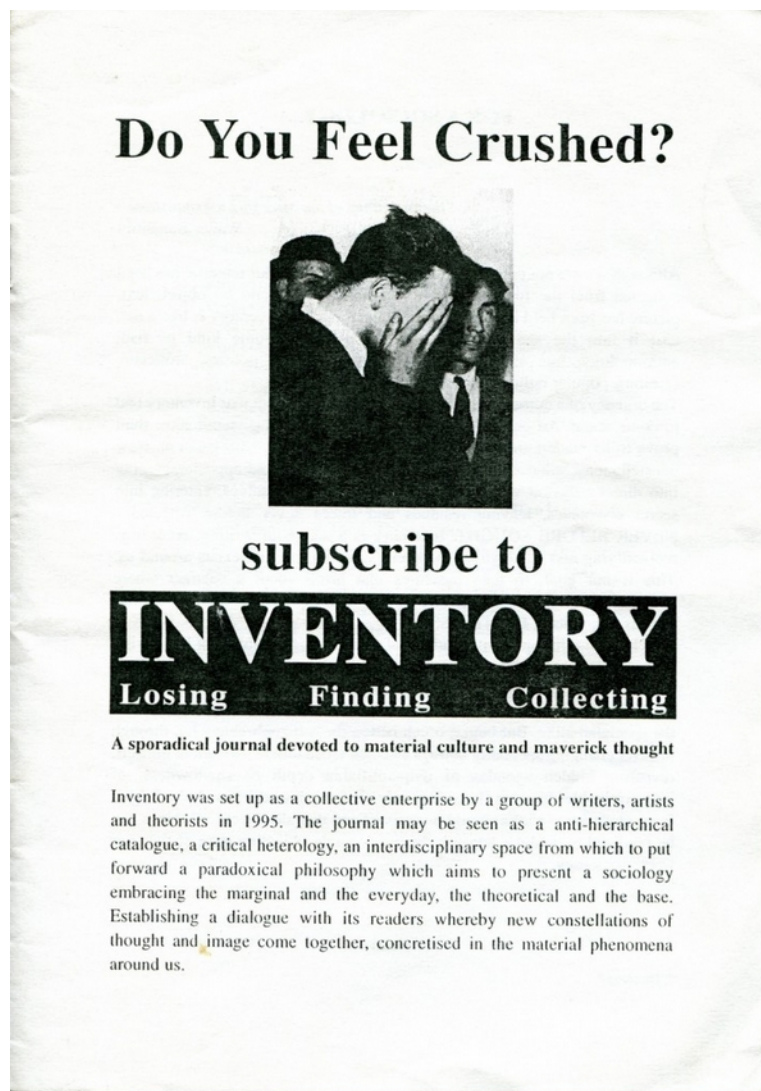 Do You Feel Crushed?
subscribe to
INVENTORY
Losing Finding Collecting
A sporadical journal devoted to material culture and maverick thought
Inventory was set up as a collective enterprise by a group of writers, artists
and theorists in 1995. The journal may be seen as a anti-hierarchical
catalogue, a critical heterology, an interdisciplinary space from which to put
forward a paradoxical philosophy which aims to present a sociology
embracing the marginal and the everyday, the theoretical and the base.
Establishing a dialogue with its readers whereby new constellations of
thought and image come together, concretised in the material phenomena
around us.